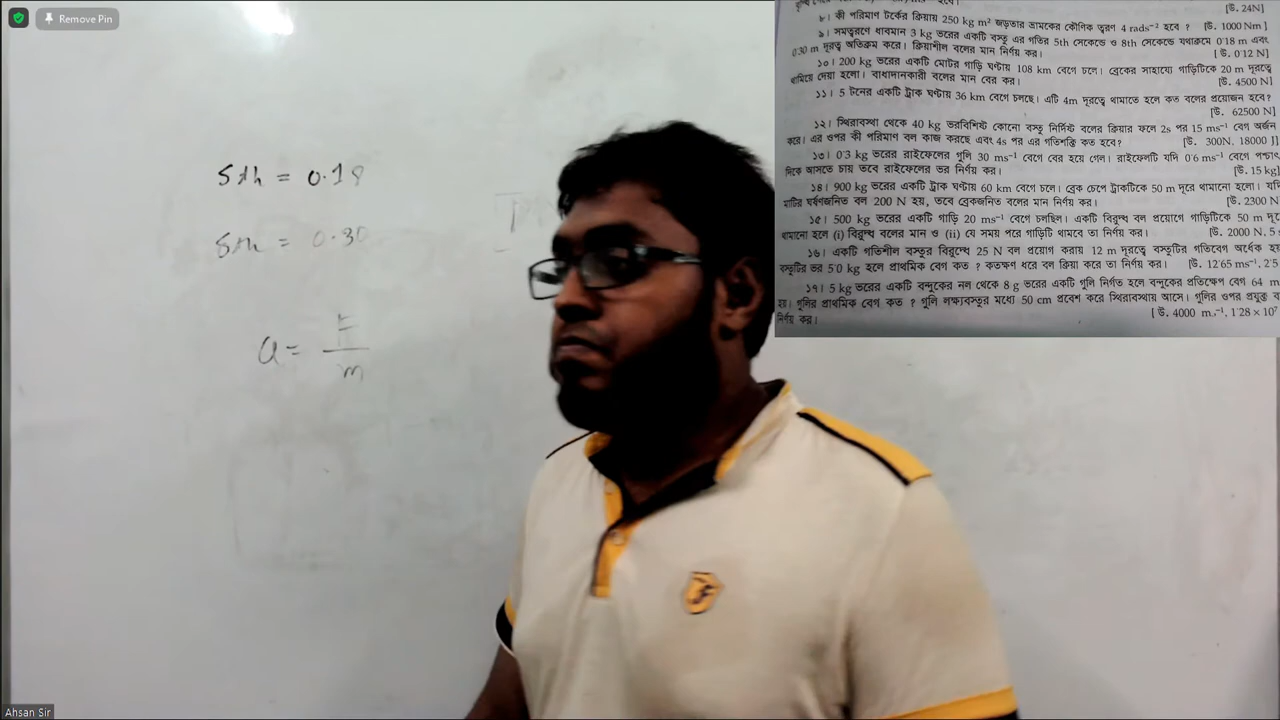 Remove Pin
5th = 0.18
8th = 0.30
a = F/m
[উ. 24N]
৮। কী পরিমাণ টর্কের ক্রিয়ায় 250 kg m² জড়তার ভ্রামকের কৌণিক ত্বরণ 4 rads⁻² হবে ? [উ. 1000 Nm]
৯। সমত্বরণে ধাবমান 3 kg ভরের একটি বস্তু এর গতির 5th সেকেন্ডে ও 8th সেকেন্ডে যথাক্রমে 0·18 m এবং
0·30 m দূরত্ব অতিক্রম করে। ক্রিয়াশীল বলের মান নির্ণয় কর। [উ. 0·12 N]
১০। 200 kg ভরের একটি মোটর গাড়ি ঘণ্টায় 108 km বেগে চলে। ব্রেকের সাহায্যে গাড়িটিকে 20 m দূরত্বে
থামিয়ে দেয়া হলো। বাধাদানকারী বলের মান বের কর। [উ. 4500 N]
১১। 5 টনের একটি ট্রাক ঘণ্টায় 36 km বেগে চলছে। এটি 4m দূরত্বে থামাতে হলে কত বলের প্রয়োজন হবে?
[উ. 62500 N]
১২। স্থিরাবস্থা থেকে 40 kg ভরবিশিষ্ট কোনো বস্তু নির্দিষ্ট বলের ক্রিয়ার ফলে 2s পর 15 ms⁻¹ বেগ অর্জন
করে। এর ওপর কী পরিমাণ বল কাজ করছে এবং 4s পর এর গতিশক্তি কত হবে? [উ. 300N, 18000 J]
১৩। 0·3 kg ভরের রাইফেলের গুলি 30 ms⁻¹ বেগে বের হয়ে গেল। রাইফেলটি যদি 0·6 ms⁻¹ বেগে পশ্চাৎ
দিকে আসতে চায় তবে রাইফেলের ভর নির্ণয় কর। [উ. 15 kg]
১৪। 900 kg ভরের একটি ট্রাক ঘণ্টায় 60 km বেগে চলে। ব্রেক চেপে ট্রাকটিকে 50 m দূরে থামানো হলো। যদি
মাটির ঘর্ষণজনিত বল 200 N হয়, তবে ব্রেকজনিত বলের মান নির্ণয় কর। [উ. 2300 N
১৫। 500 kg ভরের একটি গাড়ি 20 ms⁻¹ বেগে চলছিল। একটি বিরুদ্ধ বল প্রয়োগে গাড়িটিকে 50 m দূ
থামানো হলে (i) বিরুদ্ধ বলের মান ও (ii) যে সময় পরে গাড়িটি থামবে তা নির্ণয় কর। [উ. 2000 N, 5
১৬। একটি গতিশীল বস্তুর বিরুদ্ধে 25 N বল প্রয়োগ করায় 12 m দূরত্বে বস্তুটির গতিবেগ অর্ধেক হ
বস্তুটির ভর 5·0 kg হলে প্রাথমিক বেগ কত ? কতক্ষণ ধরে বল ক্রিয়া করে তা নির্ণয় কর। [উ. 12·65 ms⁻¹, 2·5
১৭। 5 kg ভরের একটি বন্দুকের নল থেকে 8 g ভরের একটি গুলি নির্গত হলে বন্দুকের প্রতিক্ষেপ বেগ 64 m
হয়। গুলির প্রাথমিক বেগ কত ? গুলি লক্ষ্যবস্তুর মধ্যে 50 cm প্রবেশ করে স্থিরাবস্থায় আসে। গুলির ওপর প্রযুক্ত ব
নির্ণয় কর। [উ. 4000 m.⁻¹, 1·28 × 10⁷
Ahsan Sir